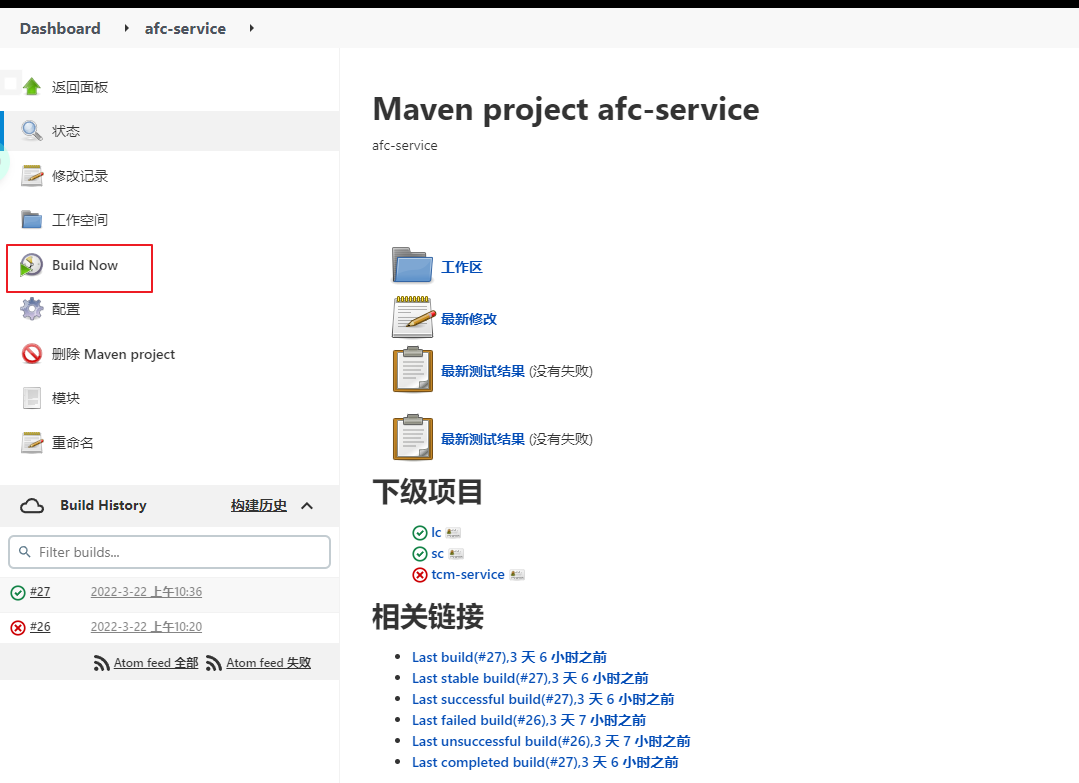 Dashboard afc-service
返回面板
状态
修改记录
工作空间
Build Now
配置
删除 Maven project
模块
重命名
Build History 构建历史
Filter builds...
#27 2022-3-22 上午10:36
#26 2022-3-22 上午10:20
Atom feed 全部 Atom feed 失败
Maven project afc-service
afc-service
工作区
最新修改
最新测试结果 (没有失败)
最新测试结果 (没有失败)
下级项目
lc
sc
tcm-service
相关链接
Last build(#27),3 天 6 小时之前
Last stable build(#27),3 天 6 小时之前
Last successful build(#27),3 天 6 小时之前
Last failed build(#26),3 天 7 小时之前
Last unsuccessful build(#26),3 天 7 小时之前
Last completed build(#27),3 天 6 小时之前